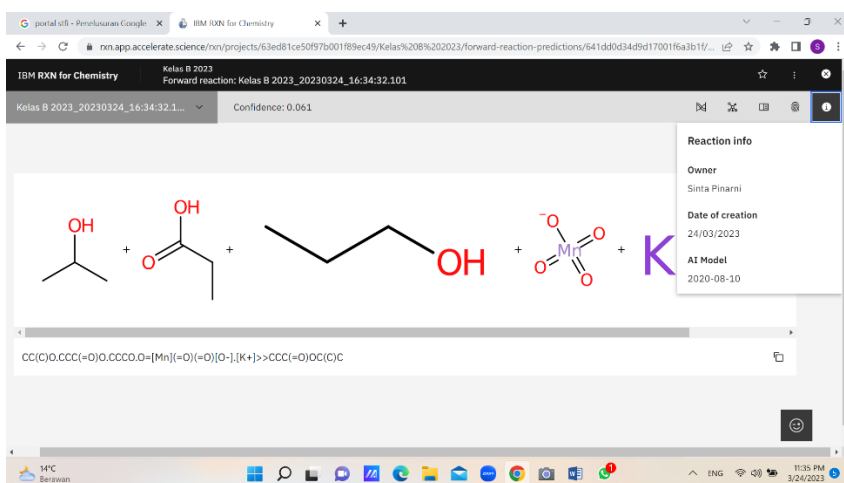 portal stfi - Penelusuran Google
IBM RXN for Chemistry
rxn.app.accelerate.science/rxn/projects/63ed81ce50f97b001f89ec49/Kelas%20B%202023/forward-reaction-predictions/641dd0d34d9d17001f6a3b1f/...
S
IBM RXN for Chemistry
Kelas B 2023
Forward reaction: Kelas B 2023_20230324_16:34:32.101
Kelas B 2023_20230324_16:34:32.1...
Confidence: 0.061
Reaction info
Owner
Sinta Pinarni
Date of creation
24/03/2023
AI Model
2020-08-10
OH
+
OH
O
+
OH
+
-O
O
Mn
O
O
+
K
CC(C)O.CCC(=O)O.CCCO.O=[Mn](=O)(=O)[O-].[K+]>>CCC(=O)OC(C)C
14°C
Berawan
1
ENG
11:35 PM
3/24/2023
5